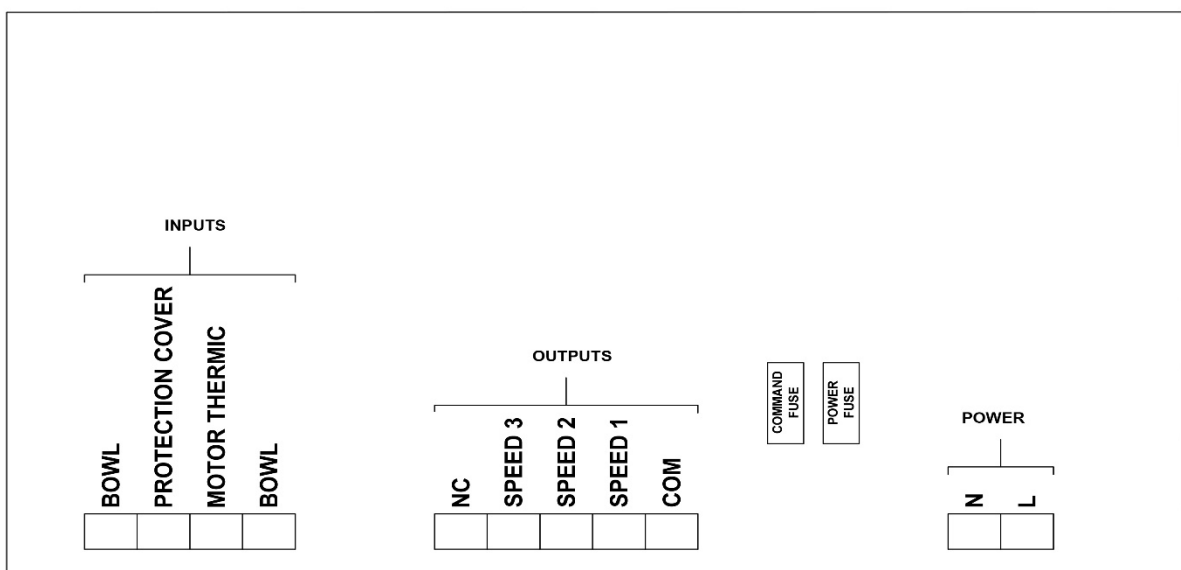 INPUTS
BOWL
PROTECTION COVER
MOTOR THERMIC
BOWL
OUTPUTS
NC
SPEED 3
SPEED 2
SPEED 1
COM
COMMAND
FUSE
POWER
FUSE
POWER
N
L